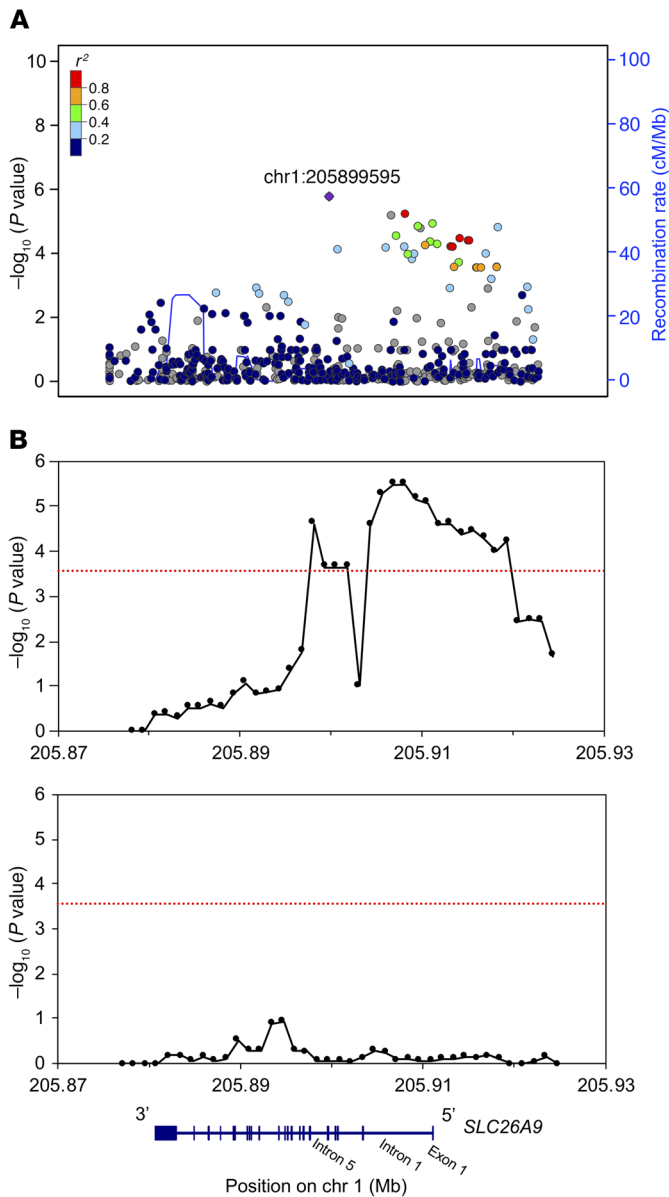 A
r²
0.8
0.6
0.4
0.2
chr1:205899595
10
8
6
4
2
0
–log10 (P value)
100
80
60
40
20
0
Recombination rate (cM/Mb)
B
6
5
4
3
2
1
0
–log10 (P value)
205.87 205.89 205.91 205.93
6
5
4
3
2
1
0
–log10 (P value)
205.87 205.89 205.91 205.93
3’ 5’ SLC26A9
Intron 5 Intron 1 Exon 1
Position on chr 1 (Mb)